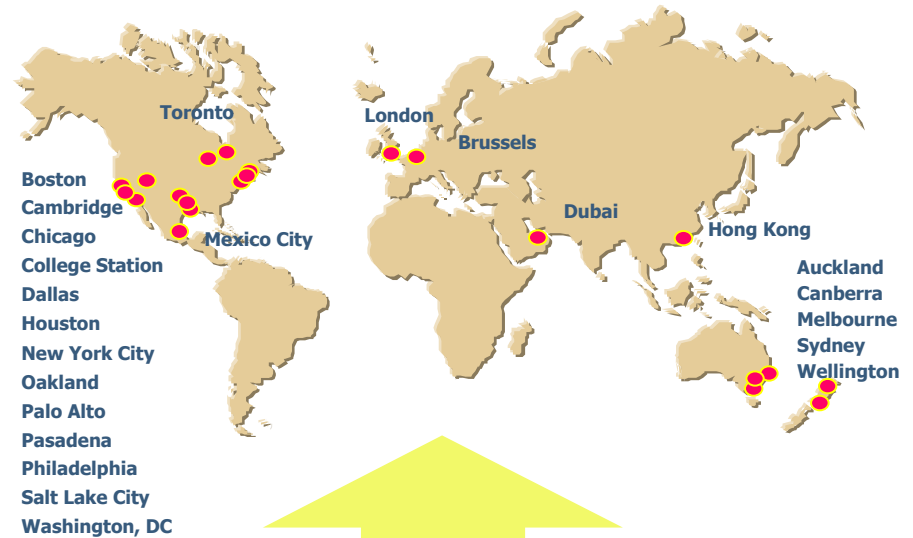 Toronto
London
Brussels
Boston
Cambridge
Chicago
College Station
Dallas
Houston
New York City
Oakland
Palo Alto
Pasadena
Philadelphia
Salt Lake City
Washington, DC
Mexico City
Dubai
Hong Kong
Auckland
Canberra
Melbourne
Sydney
Wellington